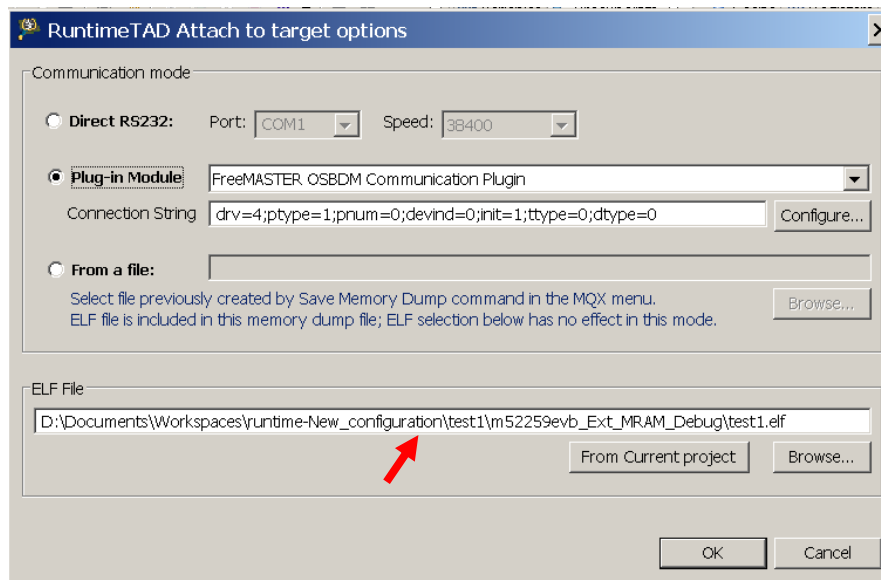 RuntimeTAD Attach to target options
Communication mode
Direct RS232: Port: COM1 Speed: 38400
Plug-in Module FreeMASTER OSBDM Communication Plugin
Connection String drv=4;ptype=1;pnum=0;devind=0;init=1;ttype=0;dtype=0 Configure...
From a file:
Select file previously created by Save Memory Dump command in the MQX menu. Browse...
ELF file is included in this memory dump file; ELF selection below has no effect in this mode.
ELF File
D:\Documents\Workspaces\runtime-New_configuration\test1\m52259evb_Ext_MRAM_Debug\test1.elf
From Current project Browse...
OK Cancel